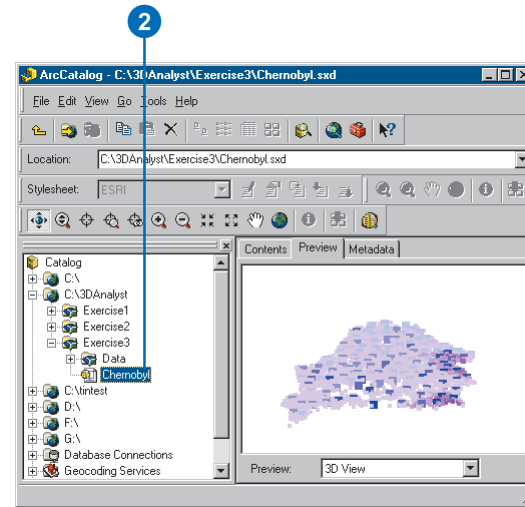 2
ArcCatalog - C:\3DAnalyst\Exercise3\Chernobyl.sxd
File Edit View Go Tools Help
Location: C:\3DAnalyst\Exercise3\Chernobyl.sxd
Stylesheet: ESRI
Contents Preview Metadata
Catalog
C:\
C:\3DAnalyst
Exercise1
Exercise2
Exercise3
Data
Chernobyl
C:\tintest
D:\
F:\
G:\
Database Connections
Geocoding Services
Preview: 3D View